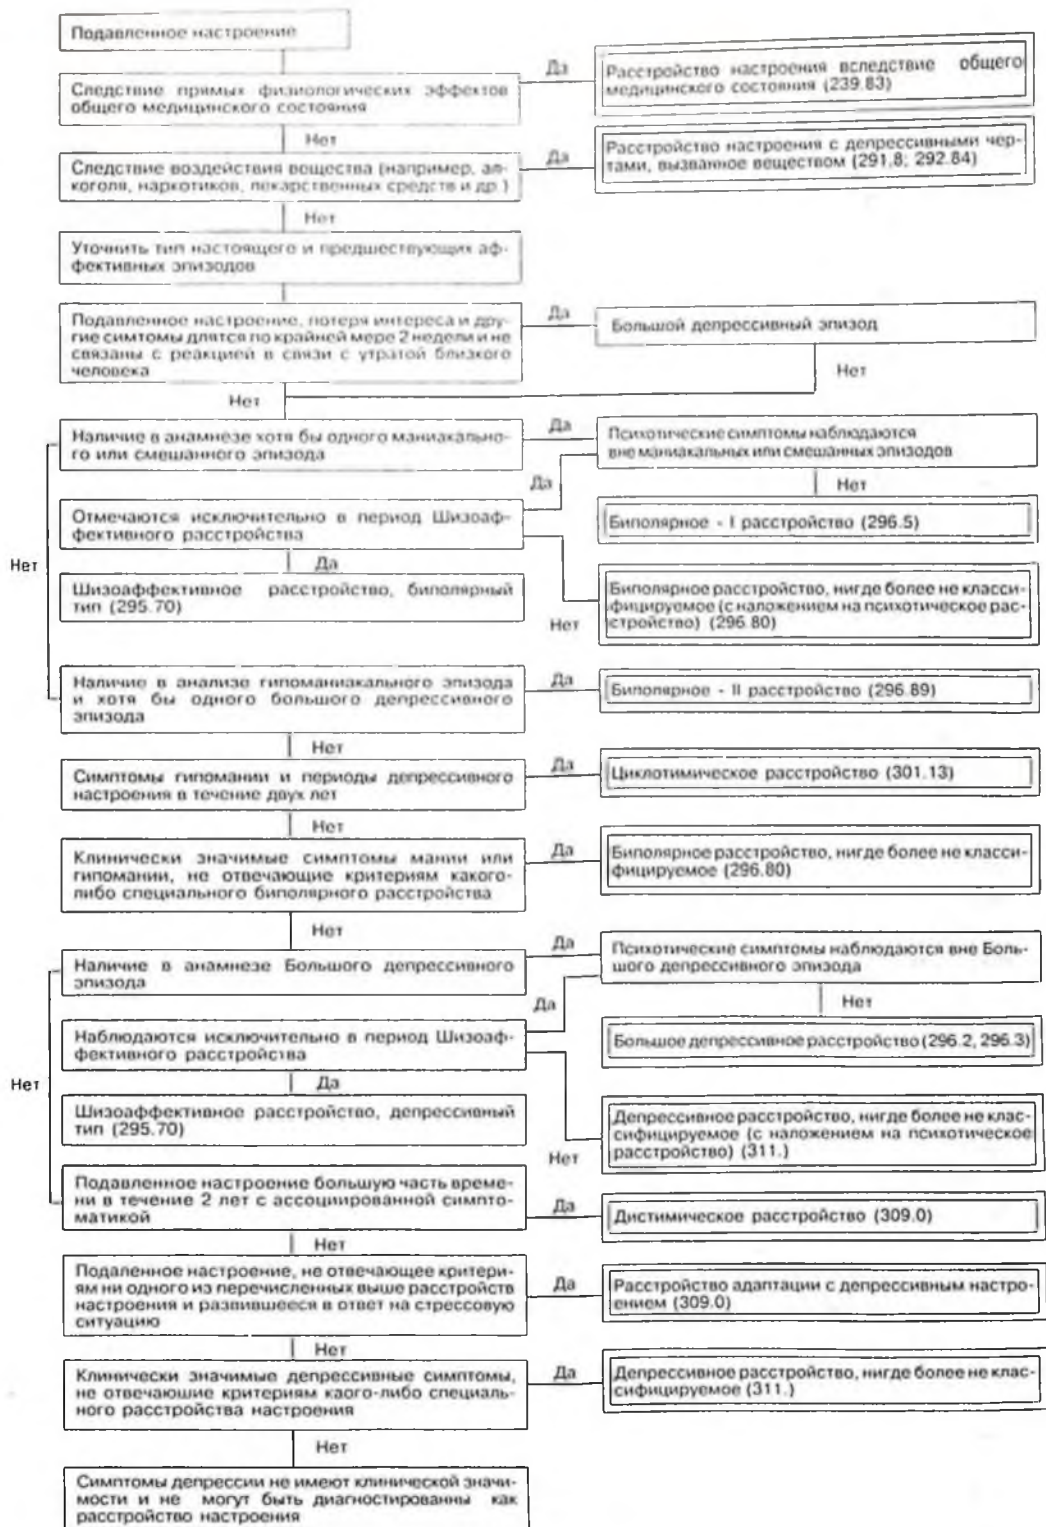 Подавленное настроение
Да
Следствие прямых физиологических эффектов
общего медицинского состояния
Расстройство настроения вследствие общего
медицинского состояния (239.83)
Нет
Следствие воздействия вещества (например, ал-
коголя, наркотиков, лекарственных средств и др.)
Да
Расстройство настроения с депрессивными чер-
тами, вызванное веществом (291.8; 292.84)
Нет
Уточнить тип настоящего и предшествующих аф-
фективных эпизодов
Подавленное настроение, потеря интереса и дру-
гие симтомы длятся по крайней мере 2 недели и не
связаны с реакцией в связи с утратой близкого
человека
Да
Большой депрессивный эпизод
Нет
Нет
Наличие в анамнезе хотя бы одного маниакально-
го или смешанного эпизода
Да
Психотические симптомы наблюдаются
вне маниакальных или смешанных эпизодов
Да
Нет
Отмечаются исключительно в период Шизоаф-
фективного расстройства
Биполярное - I расстройство (296.5)
Нет
Да
Шизоаффективное расстройство, биполярный
тип (295.70)
Нет
Биполярное расстройство, нигде более не класси-
фицируемое (с наложением на психотическое рас-
стройство) (296.80)
Наличие в анализе гипоманиакального эпизода
и хотя бы одного большого депрессивного
эпизода
Да
Биполярное - II расстройство (296.89)
Нет
Симптомы гипомании и периоды депрессивного
настроения в течение двух лет
Да
Циклотимическое расстройство (301.13)
Нет
Клинически значимые симптомы мании или
гипомании, не отвечающие критериям какого-
либо специального биполярного расстройства
Да
Биполярное расстройство, нигде более не класси-
фицируемое (296.80)
Нет
Наличие в анамнезе Большого депрессивного
эпизода
Да
Психотические симптомы наблюдаются вне Боль-
шого депрессивного эпизода
Да
Нет
Наблюдаются исключительно в период Шизоаф-
фективного расстройства
Большое депрессивное расстройство (296.2, 296.3)
Нет
Да
Шизоаффективное расстройство, депрессивный
тип (295.70)
Нет
Депрессивное расстройство, нигде более не клас-
сифицируемое (с наложением на психотическое
расстройство) (311.)
Подавленное настроение большую часть време-
ни в течение 2 лет с ассоциированной симпто-
матикой
Да
Дистимическое расстройство (309.0)
Нет
Подаленное настроение, не отвечающее критери-
ям ни одного из перечисленных выше расстройств
настроения и развившееся в ответ на стрессовую
ситуацию
Да
Расстройство адаптации с депрессивным настро-
ением (309.0)
Нет
Клинически значимые депрессивные симптомы,
не отвечаюшие критериям каого-либо специаль-
ного расстройства настроения
Да
Депрессивное расстройство, нигде более не клас-
сифицируемое (311.)
Нет
Симптомы депрессии не имеют клинической значи-
мости и не могут быть диагностированны как
расстройство настроения